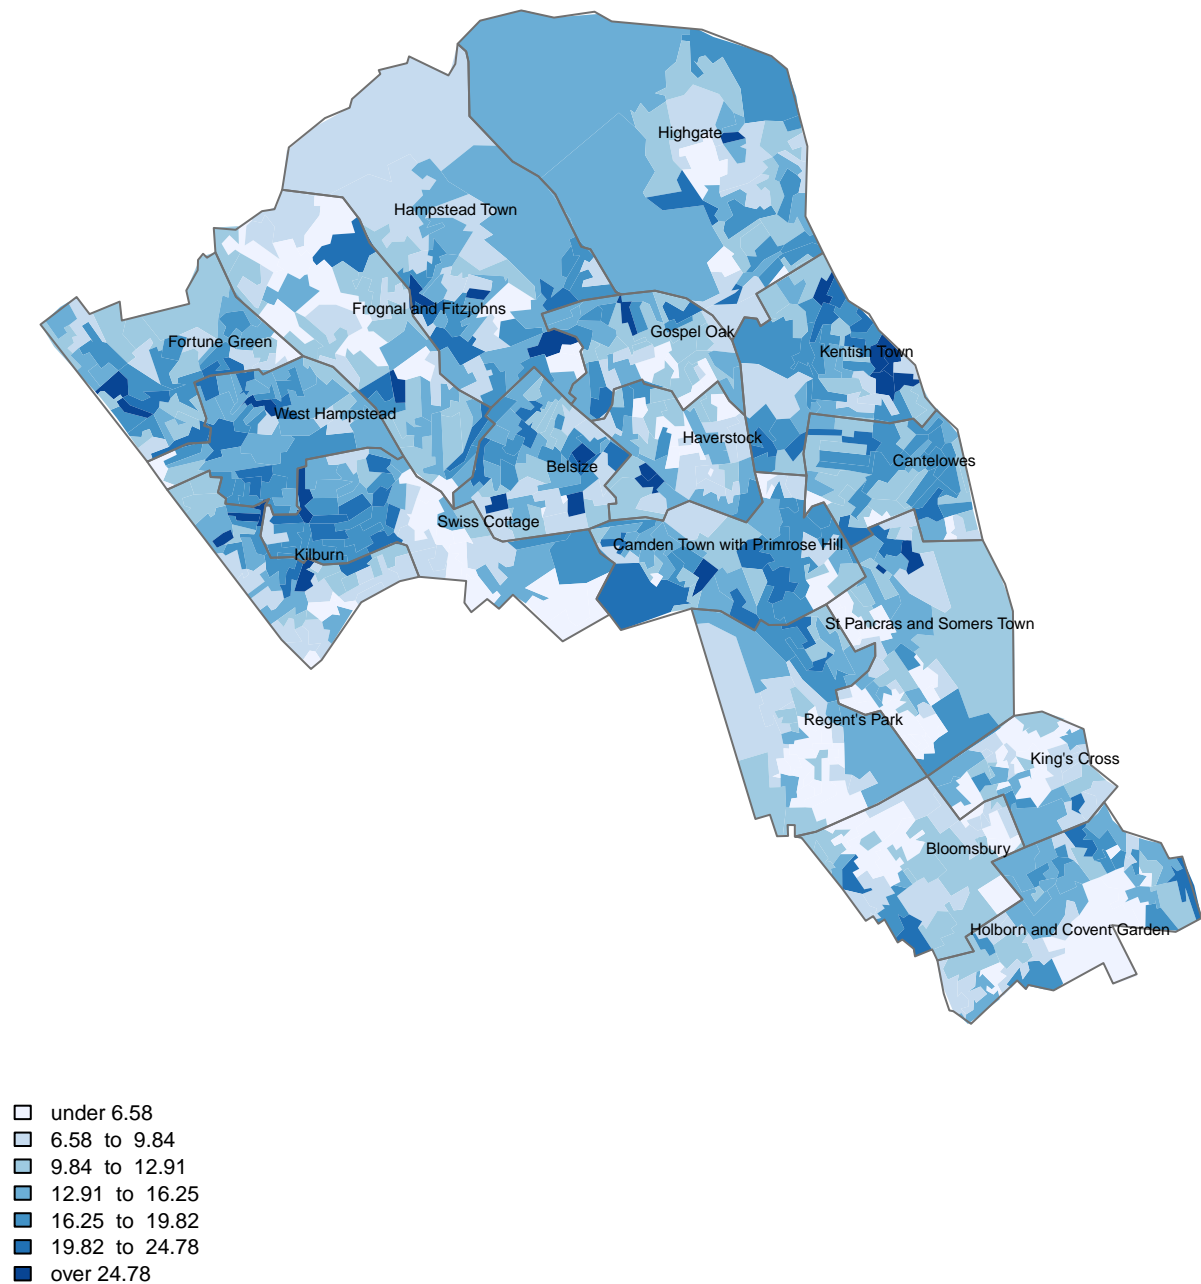 Highgate
Hampstead Town
Frognal and Fitzjohns
Gospel Oak
Fortune Green
Kentish Town
West Hampstead
Haverstock
Cantelowes
Belsize
Swiss Cottage
Camden Town with Primrose Hill
Kilburn
St Pancras and Somers Town
Regent's Park
King's Cross
Bloomsbury
Holborn and Covent Garden
under 6.58
6.58 to 9.84
9.84 to 12.91
12.91 to 16.25
16.25 to 19.82
19.82 to 24.78
over 24.78